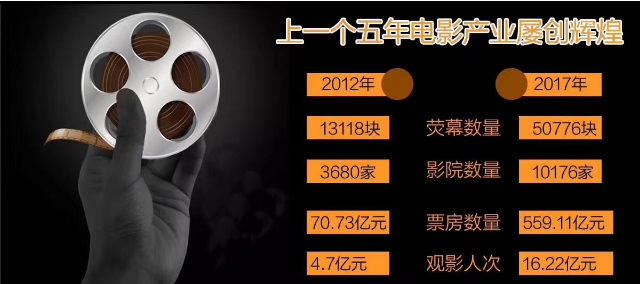 上一个五年电影产业屡创辉煌
2012年 2017年
13118块 荧幕数量 50776块
3680家 影院数量 10176家
70.73亿元 票房数量 559.11亿元
4.7亿元 观影人次 16.22亿元